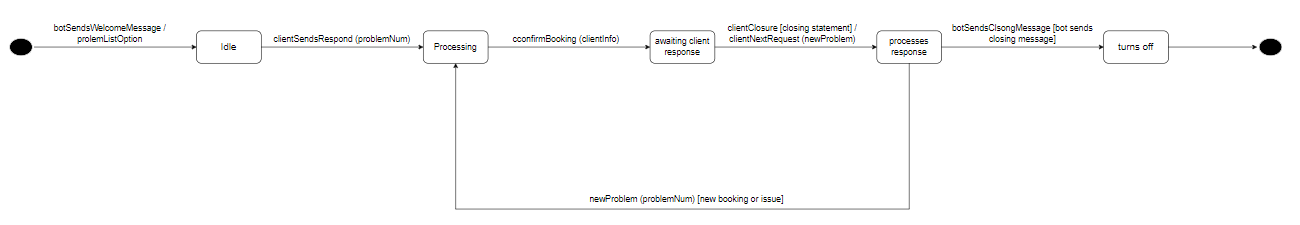 botSendsWelcomeMessage /
prolemListOption
Idle
clientSendsRespond (problemNum)
Processing
cconfirmBooking (clientInfo)
awaiting client
response
clientClosure [closing statement] /
clientNextRequest (newProblem)
processes
response
botSendsClsongMessage [bot sends
closing message]
turns off
newProblem (problemNum) [new booking or issue]